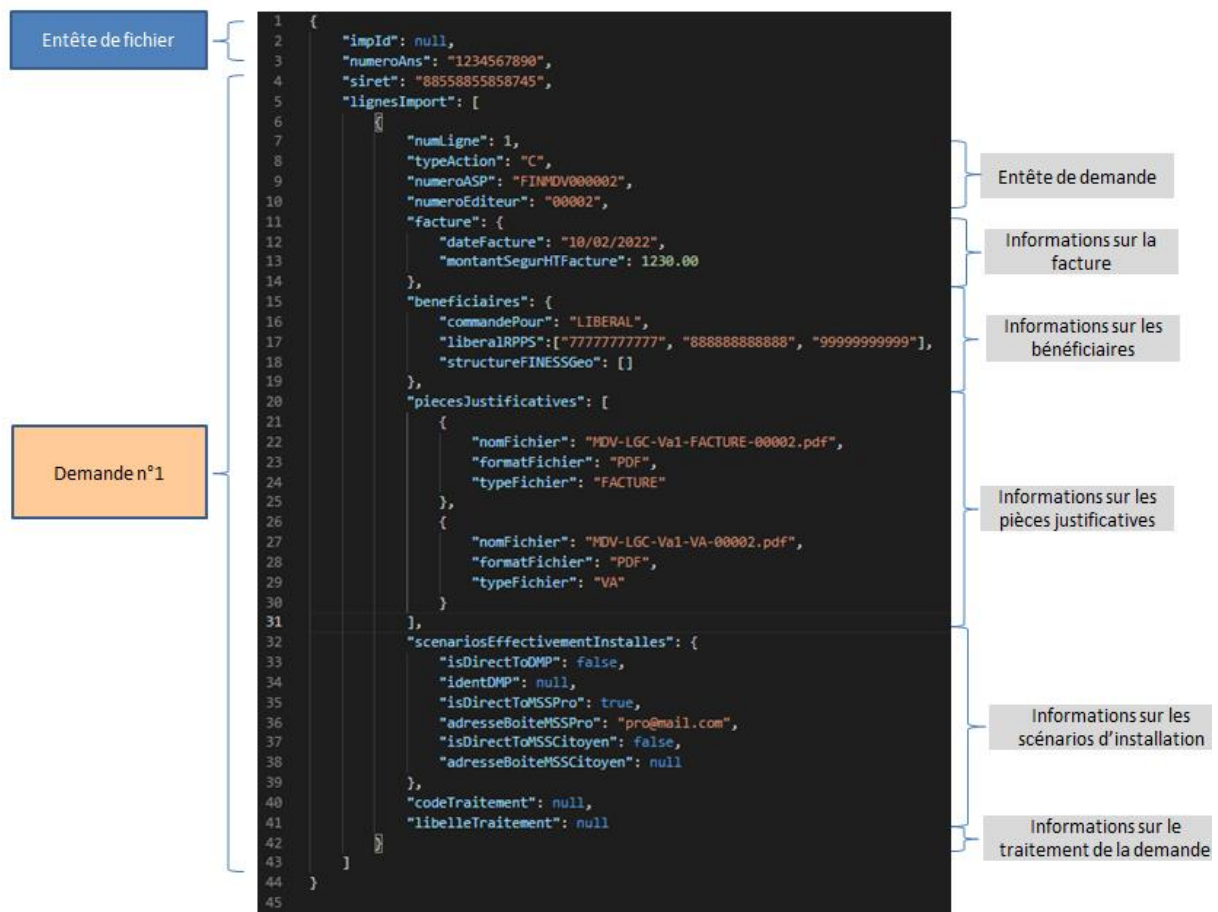 Entête de fichier
Demande n°1
1 {
2 "impId": null,
3 "numeroAns": "1234567890",
4 "siret": "88558855858745",
5 "lignesImport": [
6 {
7 "numLigne": 1,
8 "typeAction": "C",
9 "numeroASP": "FINMDV000002",
10 "numeroEditeur": "00002",
11 "facture": {
12 "dateFacture": "10/02/2022",
13 "montantSegurHTFacture": 1230.00
14 },
15 "beneficiaires": {
16 "commandePour": "LIBERAL",
17 "liberalRPPS":["77777777777", "888888888888", "99999999999"],
18 "structureFINESSGeo": []
19 },
20 "piecesJustificatives": [
21 {
22 "nomFichier": "MDV-LGC-Va1-FACTURE-00002.pdf",
23 "formatFichier": "PDF",
24 "typeFichier": "FACTURE"
25 },
26 {
27 "nomFichier": "MDV-LGC-Va1-VA-00002.pdf",
28 "formatFichier": "PDF",
29 "typeFichier": "VA"
30 }
31 ],
32 "scenariosEffectivementInstalles": {
33 "isDirectToDMP": false,
34 "identDMP": null,
35 "isDirectToMSSPro": true,
36 "adresseBoiteMSSPro": "pro@mail.com",
37 "isDirectToMSSCitoyen": false,
38 "adresseBoiteMSSCitoyen": null
39 },
40 "codeTraitement": null,
41 "libelleTraitement": null
42 }
43 ]
44 }
45
Entête de demande
Informations sur la
facture
Informations sur les
bénéficiaires
Informations sur les
pièces justificatives
Informations sur les
scénarios d'installation
Informations sur le
traitement de la demande